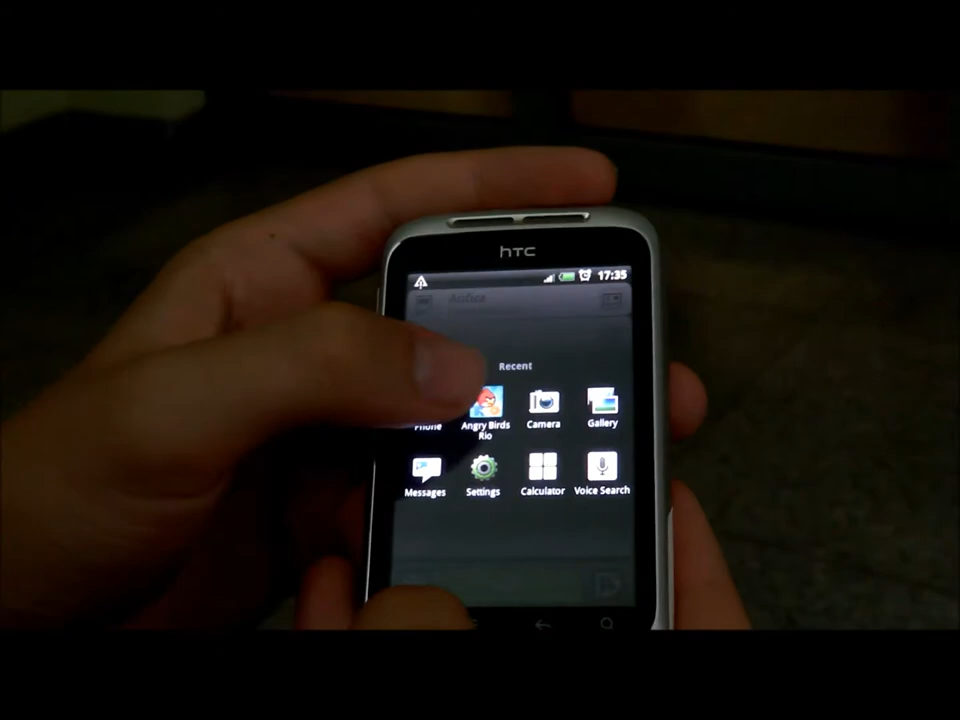 hTC
17:35
Recent
Phone
Angry Birds
Rio
Camera
Gallery
Messages
Settings
Calculator
Voice Search